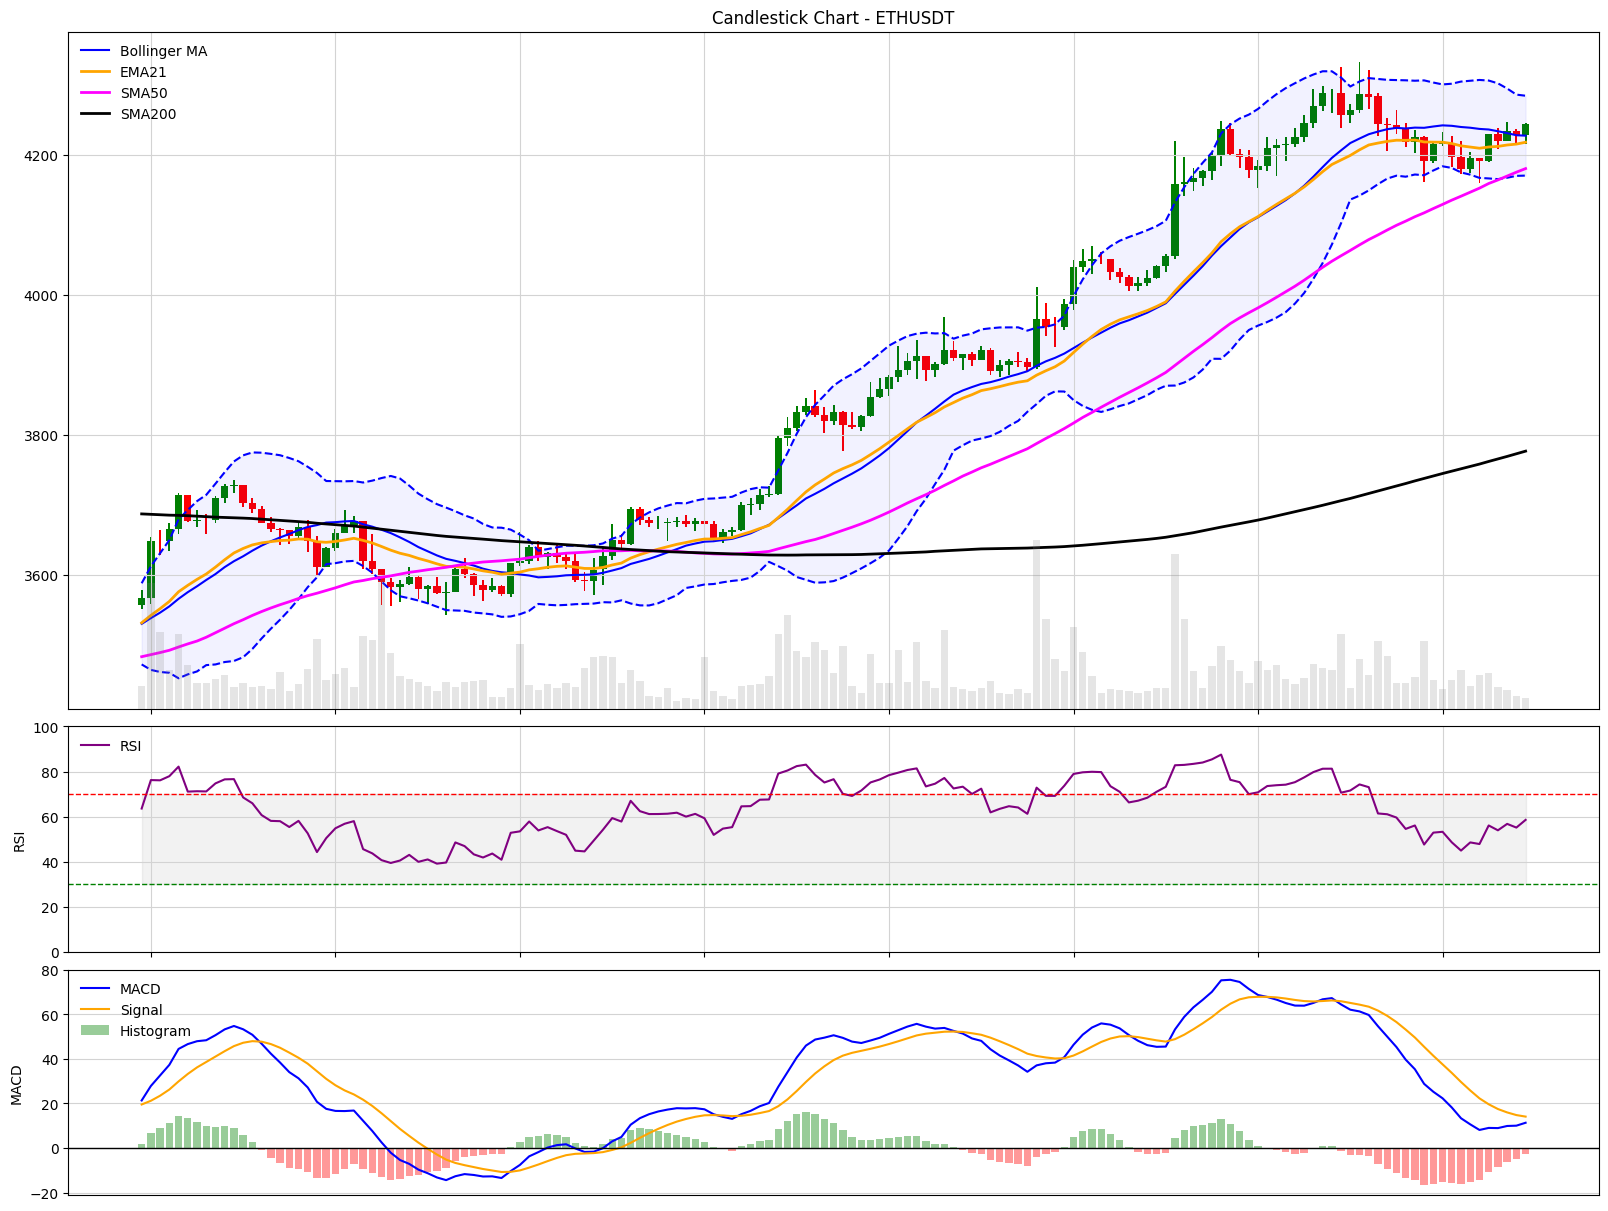 Candlestick Chart - ETHUSDT
Bollinger MA
EMA21
SMA50
SMA200
4200
4000
3800
3600
100
RSI
80
60
RSI
40
20
0
80
MACD
Signal
60
Histogram
40
MACD
20
0
−20